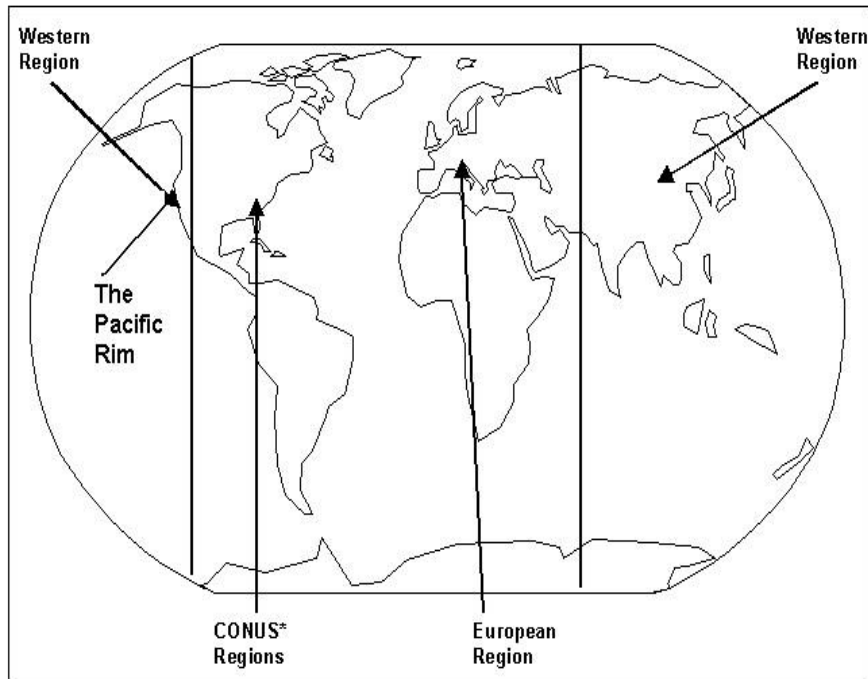 Western
Region
Western
Region
The
Pacific
Rim
CONUS*
Regions
European
Region